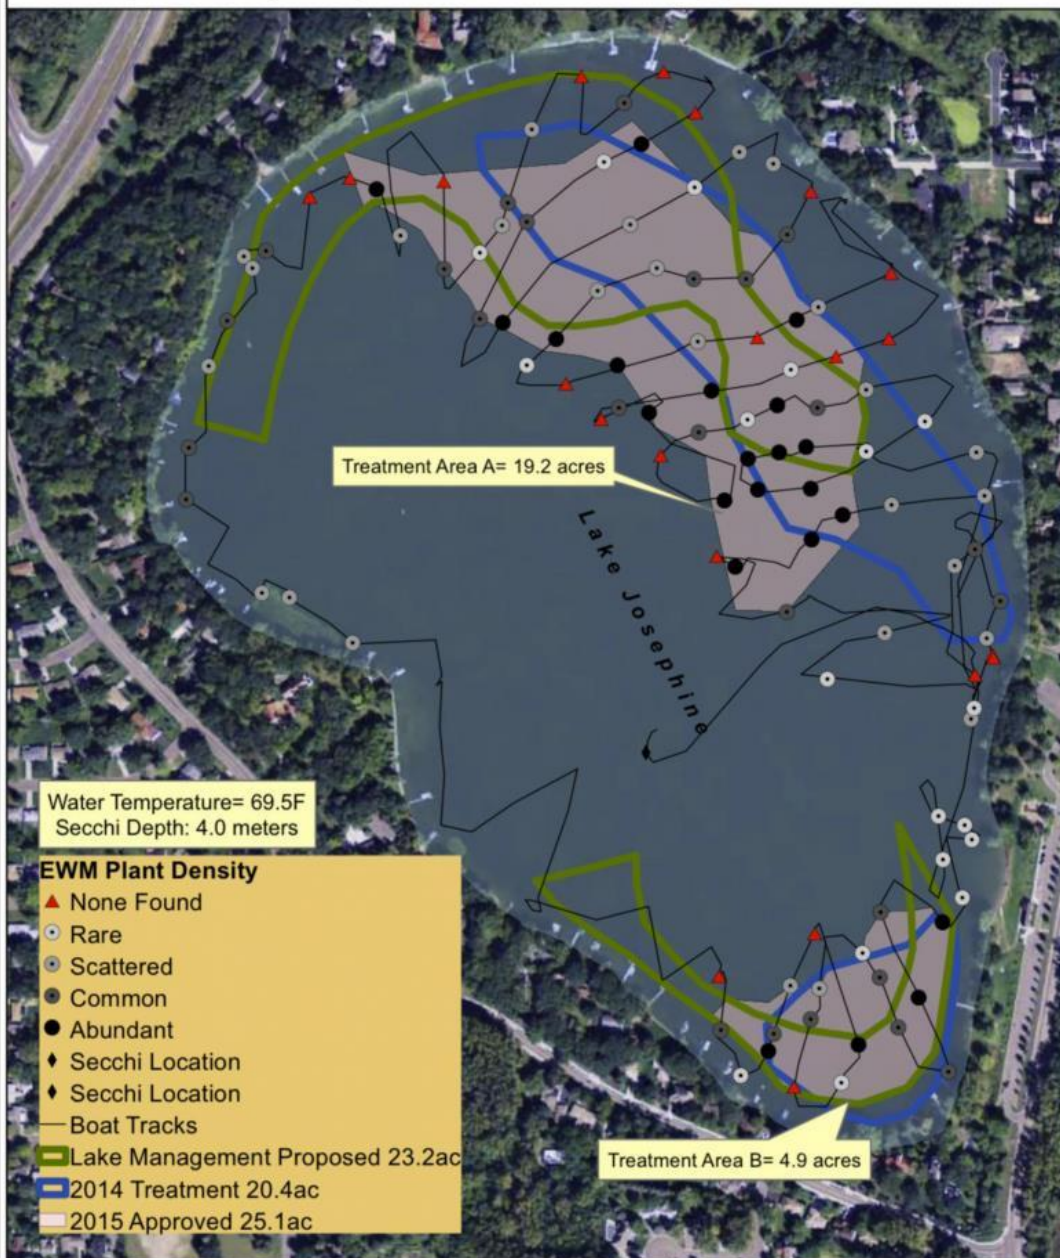 Treatment Area A= 19.2 acres
Lake Josephine
Water Temperature= 69.5F
Secchi Depth: 4.0 meters
EWM Plant Density
None Found
Rare
Scattered
Common
Abundant
Secchi Location
Secchi Location
Boat Tracks
Lake Management Proposed 23.2ac
2014 Treatment 20.4ac
2015 Approved 25.1ac
Treatment Area B= 4.9 acres